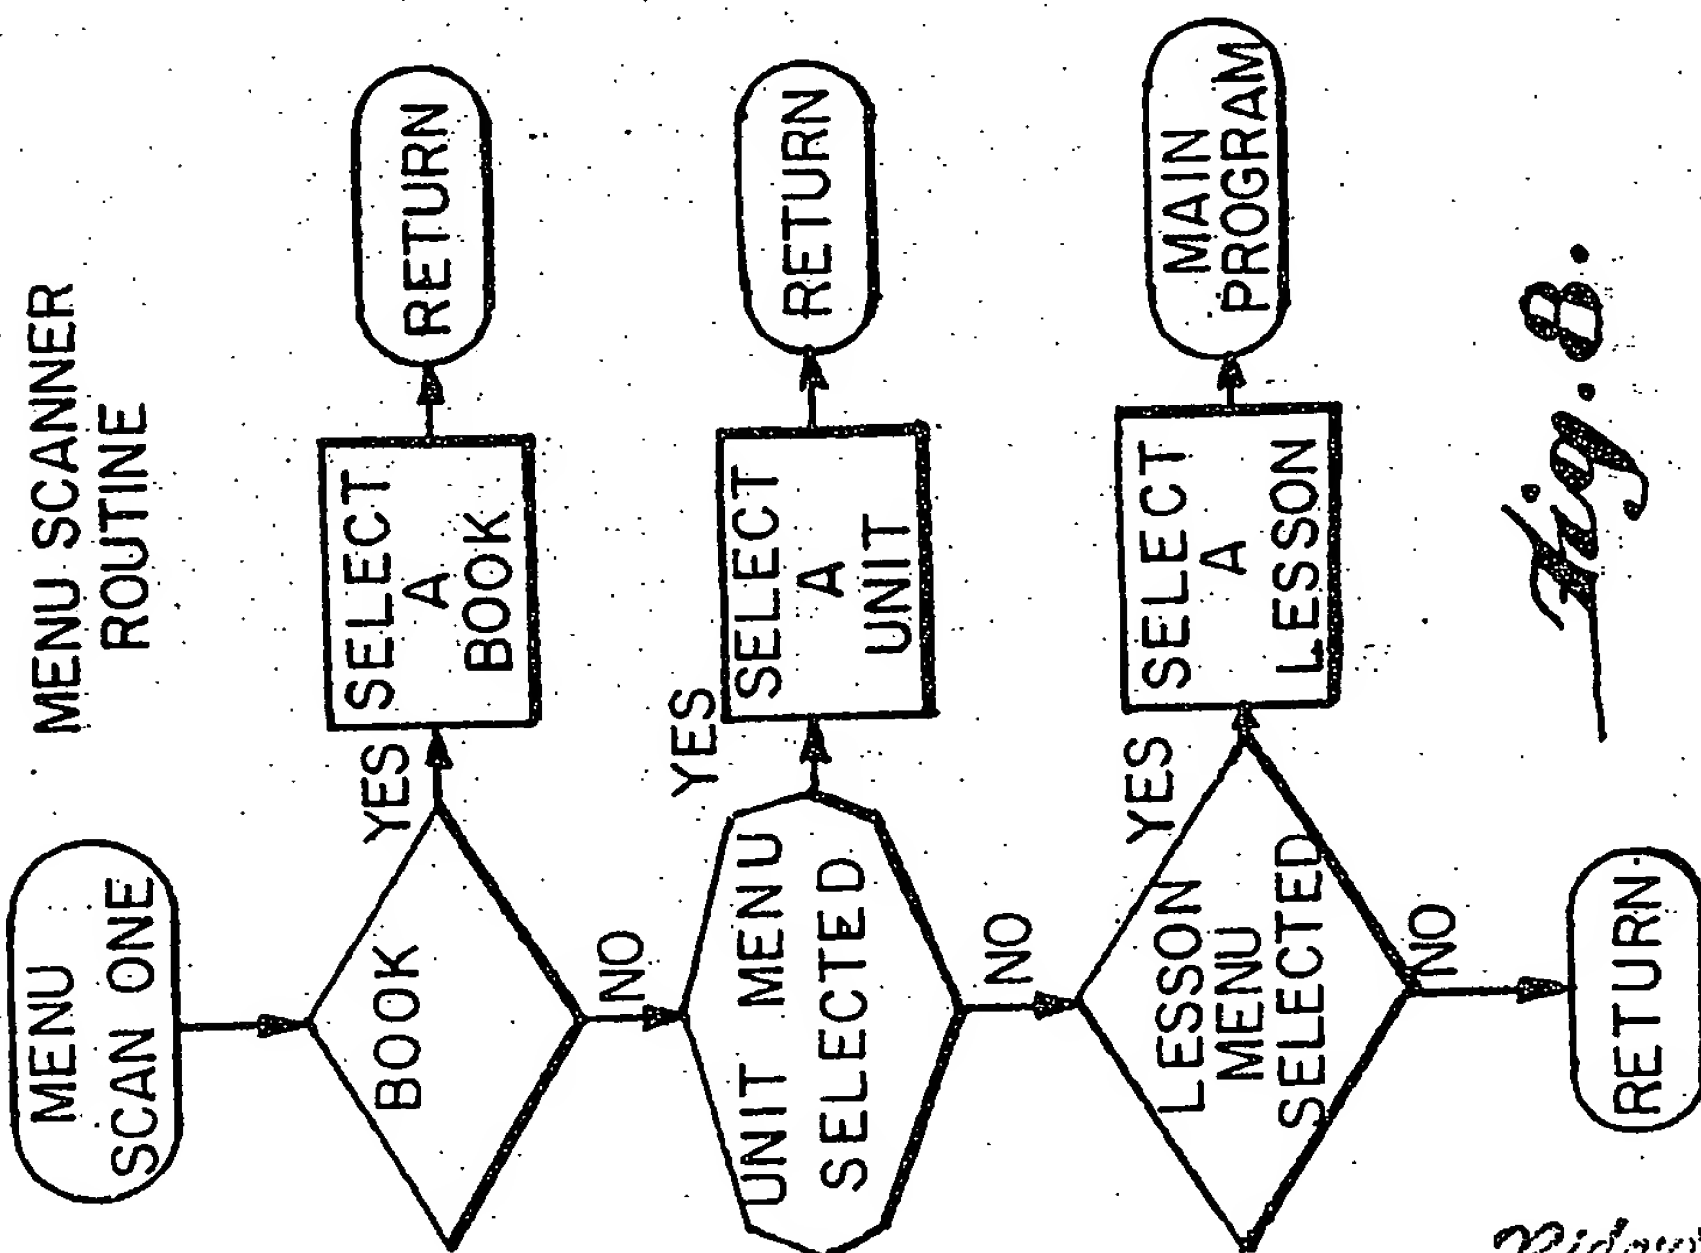 MENU SCANNER
ROUTINE
MENU
SCAN ONE
BOOK
YES
SELECT
A
BOOK
RETURN
NO
UNIT MENU
SELECTED
YES
SELECT
A
UNIT
RETURN
NO
LESSON
MENU
SELECTED
YES
SELECT
A
LESSON
MAIN
PROGRAM
NO
RETURN
Fig. 8.